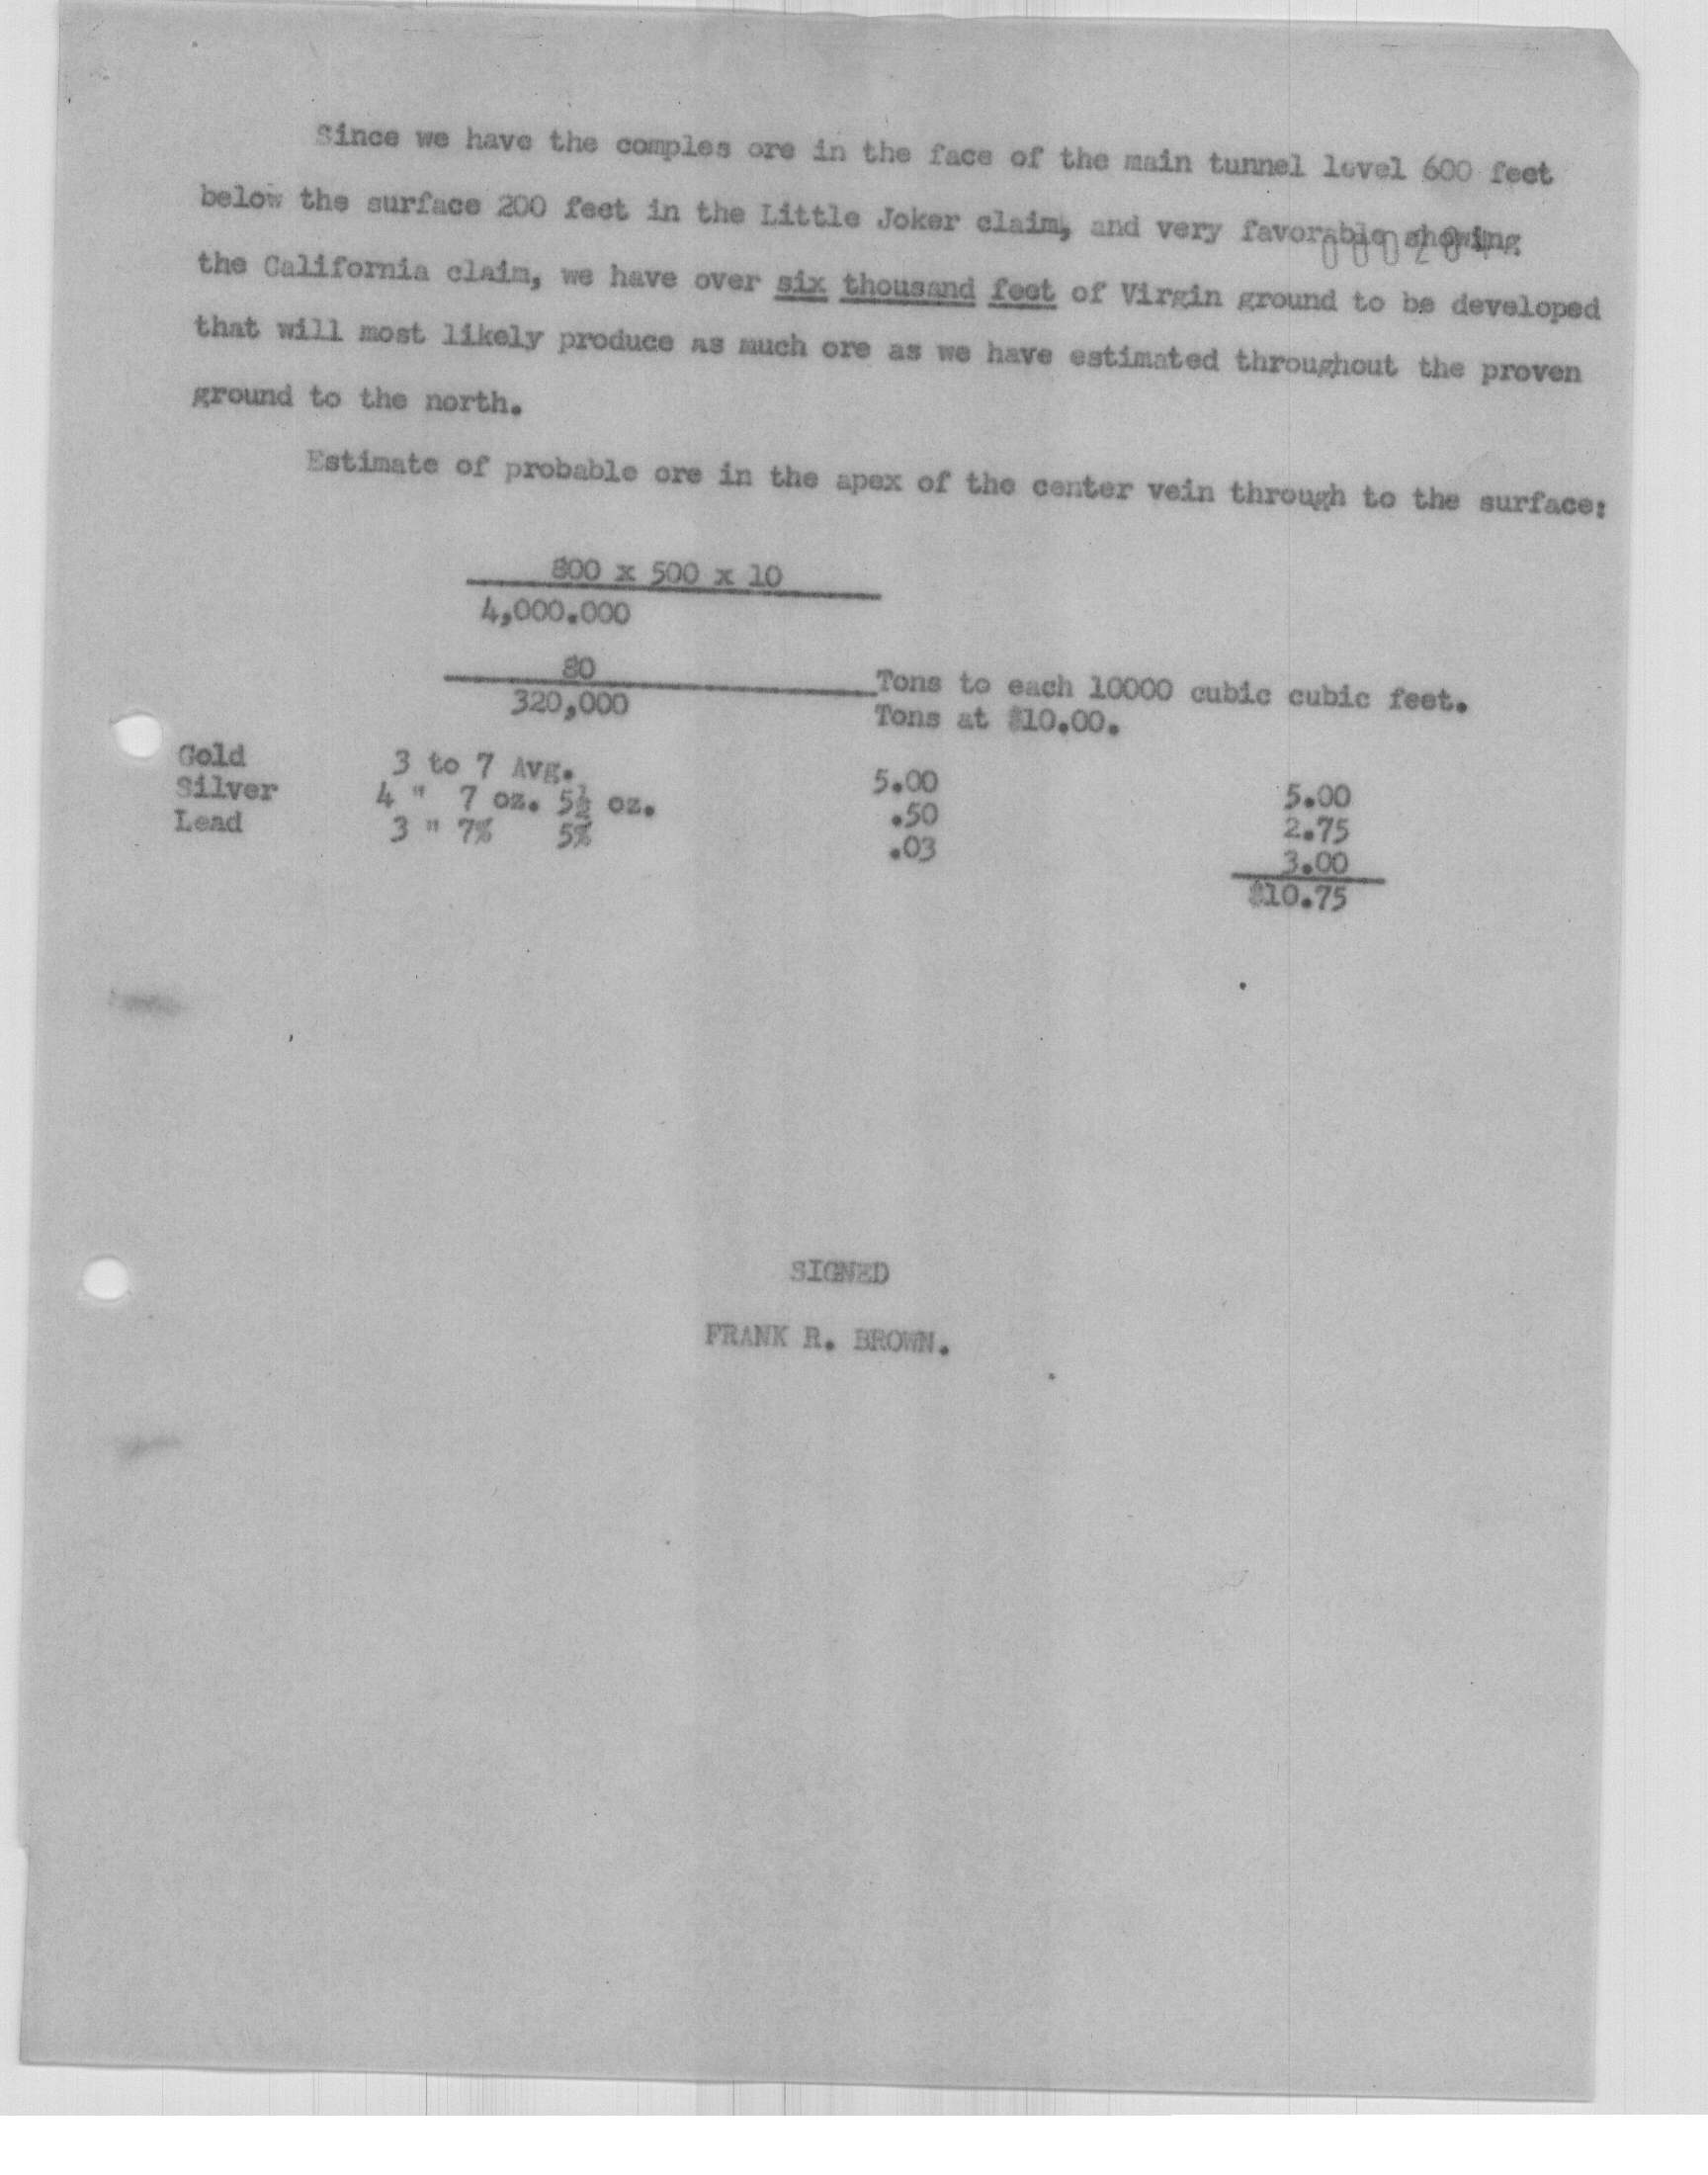 Since we have the comples ore in the face of the main tunnel level 600 feet
below the surface 200 feet in the Little Joker claim, and very favorable showing
the California claim, we have over six thousand feet of Virgin ground to be developed
that will most likely produce as much ore as we have estimated throughout the proven
ground to the north.
Estimate of probable ore in the apex of the center vein through to the surface:
800 x 500 x 10
4,000.000
80 Tons to each 10000 cubic cubic feet.
320,000 Tons at $10.00.
Gold 3 to 7 Avg. 5.00 5.00
Silver 4 " 7 oz. 5½ oz. .50 2.75
Lead 3 " 7% 5% .03 3.00
$10.75
SIGNED
FRANK R. BROWN.